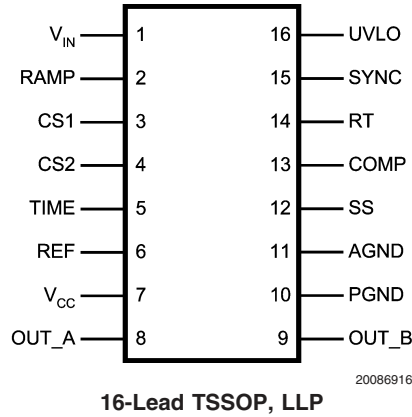 V_IN 1 16 UVLO
RAMP 2 15 SYNC
CS1 3 14 RT
CS2 4 13 COMP
TIME 5 12 SS
REF 6 11 AGND
V_CC 7 10 PGND
OUT_A 8 9 OUT_B
20086916
16-Lead TSSOP, LLP